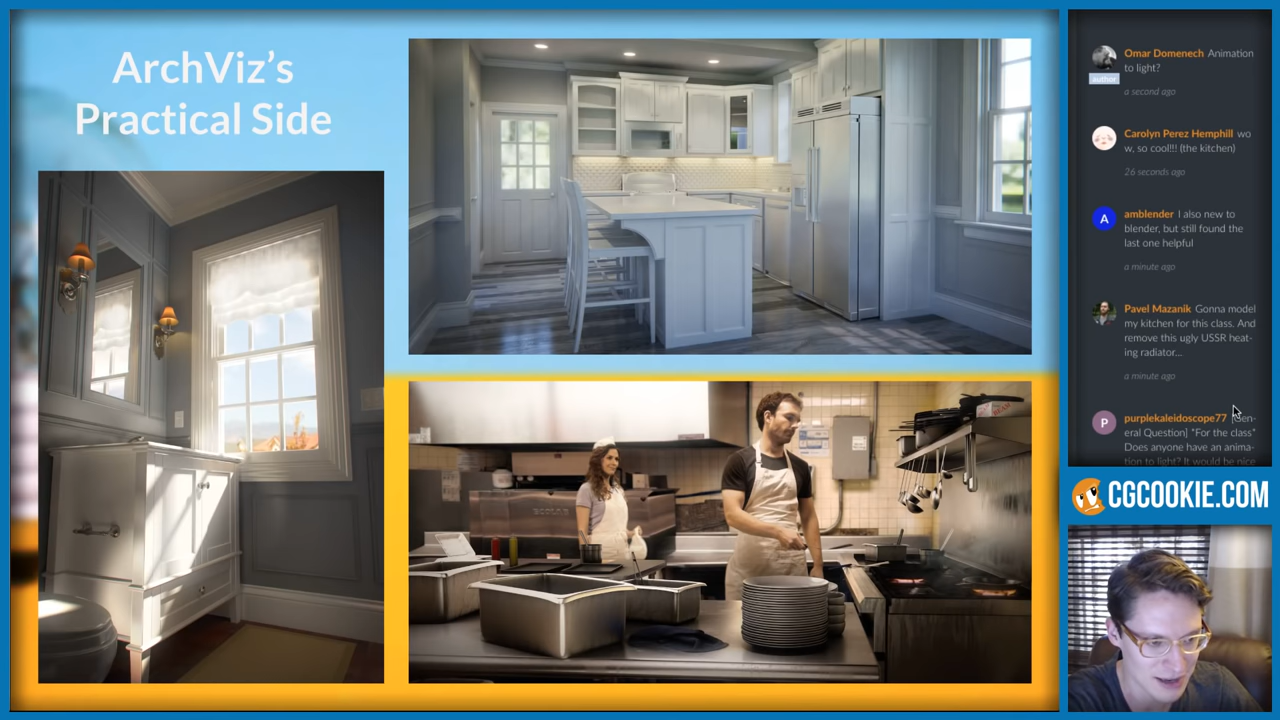 ArchViz’s
Practical Side
Omar Domenech Animation
to light?
author
a second ago
Carolyn Perez Hemphill wo
w, so cool!!! (the kitchen)
26 seconds ago
A
amblender I also new to
blender, but still found the
last one helpful
a minute ago
Pavel Mazanik Gonna model
my kitchen for this class. And
remove this ugly USSR heat-
ing radiator...
a minute ago
P
purplekaleidoscope77 [Gen-
eral Question] *For the class*
Does anyone have an anima-
tion to light? It would be nice
CGCOOKIE.COM
ECOLAB